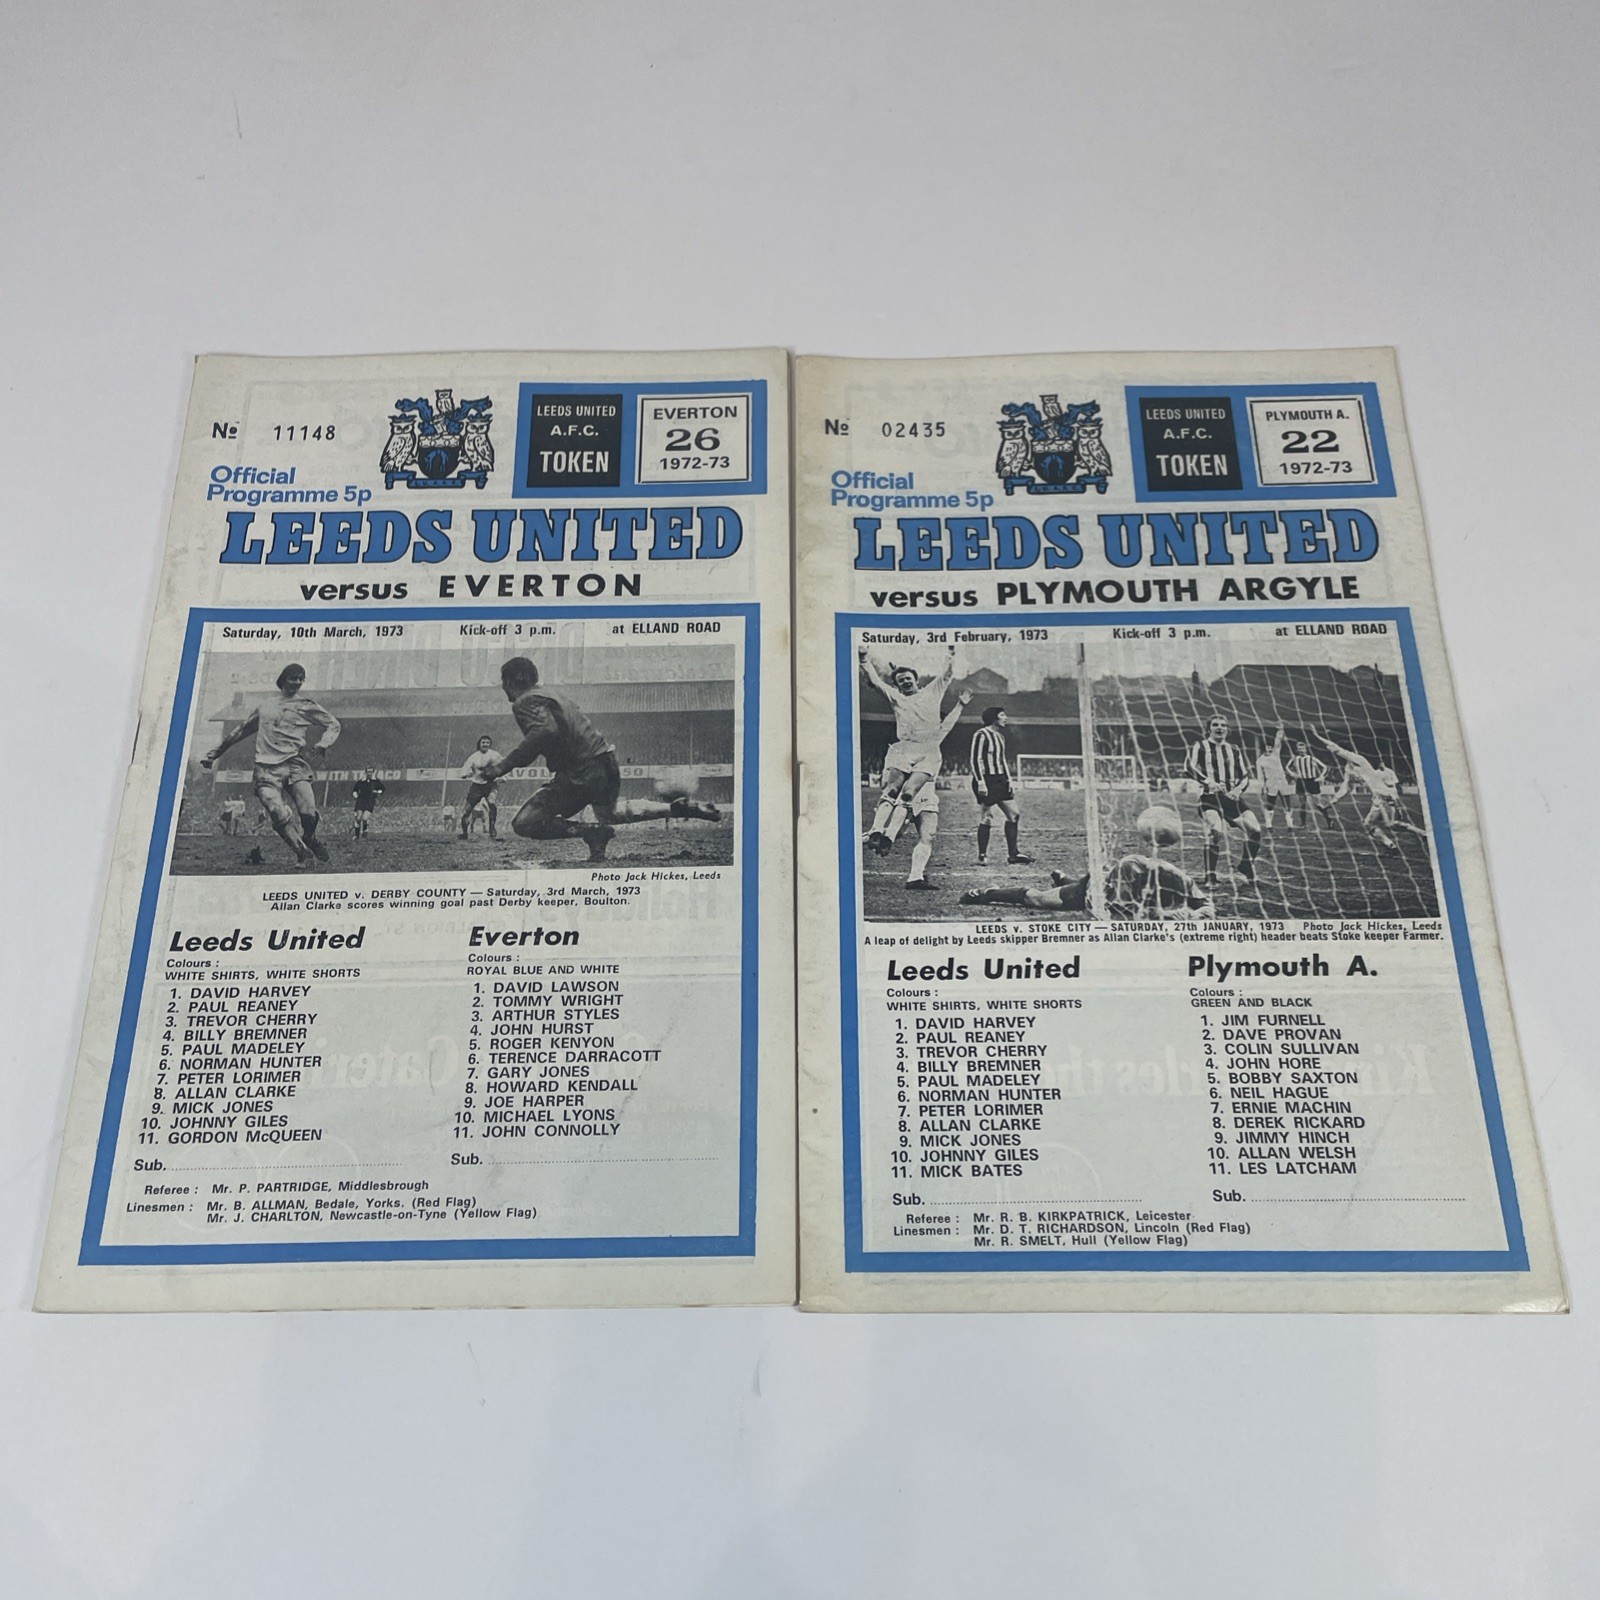 No 11148
LEEDS UNITED
A.F.C.
TOKEN
EVERTON
26
1972-73
Official
Programme 5p
LEEDS UNITED
versus EVERTON
Saturday, 10th March, 1973 Kick-off 3 p.m. at ELLAND ROAD
WITH TEXACO
Photo Jack Hickes, Leeds
LEEDS UNITED v. DERBY COUNTY — Saturday, 3rd March, 1973
Allan Clarke scores winning goal past Derby keeper, Boulton.
Leeds United
Colours :
WHITE SHIRTS, WHITE SHORTS
1. DAVID HARVEY
2. PAUL REANEY
3. TREVOR CHERRY
4. BILLY BREMNER
5. PAUL MADELEY
6. NORMAN HUNTER
7. PETER LORIMER
8. ALLAN CLARKE
9. MICK JONES
10. JOHNNY GILES
11. GORDON McQUEEN
Sub.
Everton
Colours :
ROYAL BLUE AND WHITE
1. DAVID LAWSON
2. TOMMY WRIGHT
3. ARTHUR STYLES
4. JOHN HURST
5. ROGER KENYON
6. TERENCE DARRACOTT
7. GARY JONES
8. HOWARD KENDALL
9. JOE HARPER
10. MICHAEL LYONS
11. JOHN CONNOLLY
Sub.
Referee : Mr. P. PARTRIDGE, Middlesbrough
Linesmen : Mr. B. ALLMAN, Bedale, Yorks. (Red Flag)
Mr. J. CHARLTON, Newcastle-on-Tyne (Yellow Flag)
No 02435
LEEDS UNITED
A.F.C.
TOKEN
PLYMOUTH A.
22
1972-73
Official
Programme 5p
LEEDS UNITED
versus PLYMOUTH ARGYLE
Saturday, 3rd February, 1973 Kick-off 3 p.m. at ELLAND ROAD
LEEDS v. STOKE CITY — SATURDAY, 27th JANUARY, 1973 Photo Jack Hickes, Leeds
A leap of delight by Leeds skipper Bremner as Allan Clarke's (extreme right) header beats Stoke keeper Farmer.
Leeds United
Colours :
WHITE SHIRTS, WHITE SHORTS
1. DAVID HARVEY
2. PAUL REANEY
3. TREVOR CHERRY
4. BILLY BREMNER
5. PAUL MADELEY
6. NORMAN HUNTER
7. PETER LORIMER
8. ALLAN CLARKE
9. MICK JONES
10. JOHNNY GILES
11. MICK BATES
Sub.
Plymouth A.
Colours :
GREEN AND BLACK
1. JIM FURNELL
2. DAVE PROVAN
3. COLIN SULLIVAN
4. JOHN HORE
5. BOBBY SAXTON
6. NEIL HAGUE
7. ERNIE MACHIN
8. DEREK RICKARD
9. JIMMY HINCH
10. ALLAN WELSH
11. LES LATCHAM
Sub.
Referee : Mr. R. B. KIRKPATRICK, Leicester
Linesmen : Mr. D. T. RICHARDSON, Lincoln (Red Flag)
Mr. R. SMELT, Hull (Yellow Flag)